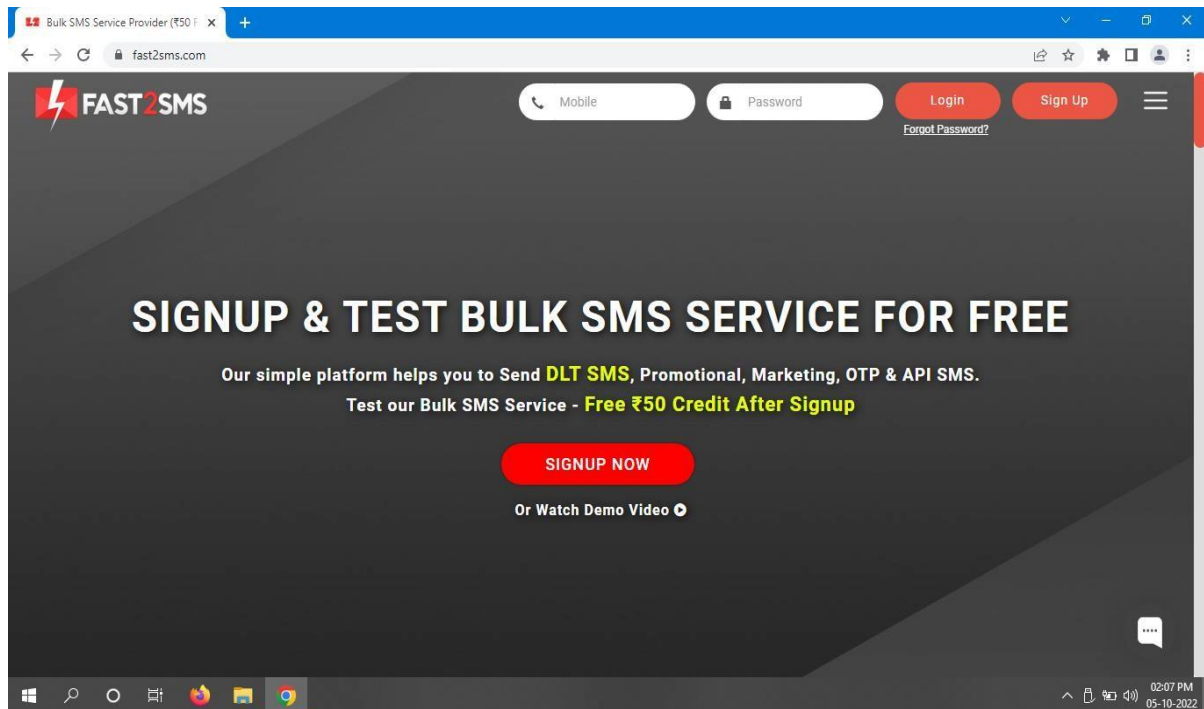 Bulk SMS Service Provider (₹50 F
fast2sms.com
FAST2SMS
Mobile
Password
Login
Sign Up
Forgot Password?
SIGNUP & TEST BULK SMS SERVICE FOR FREE
Our simple platform helps you to Send DLT SMS, Promotional, Marketing, OTP & API SMS.
Test our Bulk SMS Service - Free ₹50 Credit After Signup
SIGNUP NOW
Or Watch Demo Video
02:07 PM
05-10-2022